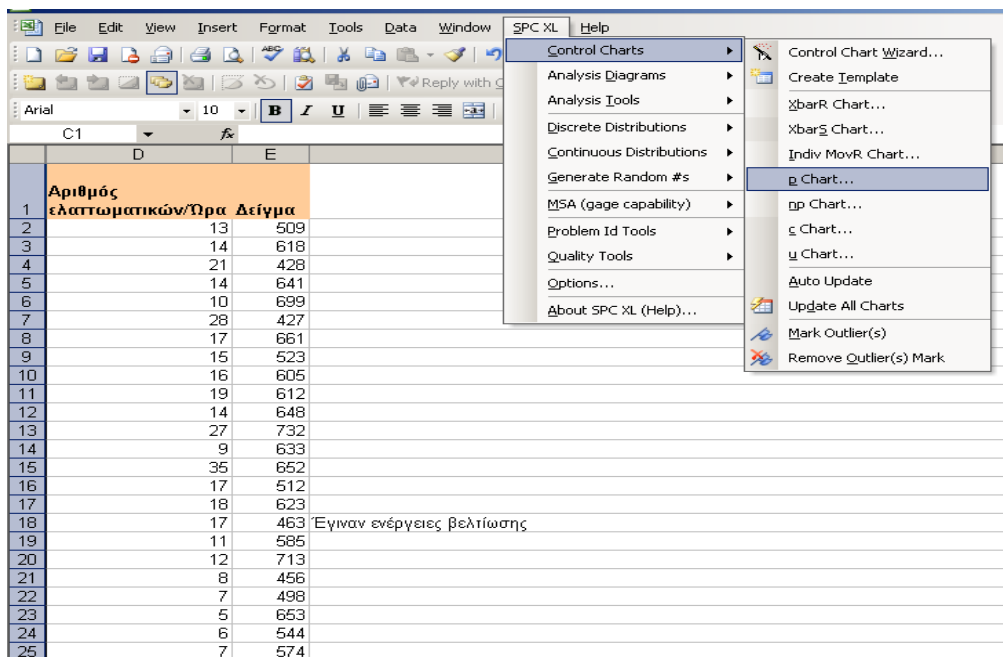 File Edit View Insert Format Tools Data Window SPC XL Help
Reply with C
Arial 10 B I U
C1 fx
Control Charts
Analysis Diagrams
Analysis Tools
Discrete Distributions
Continuous Distributions
Generate Random #s
MSA (gage capability)
Problem Id Tools
Quality Tools
Options...
About SPC XL (Help)...
Control Chart Wizard...
Create Template
XbarR Chart...
XbarS Chart...
Indiv MovR Chart...
p Chart...
np Chart...
c Chart...
u Chart...
Auto Update
Update All Charts
Mark Outlier(s)
Remove Outlier(s) Mark
D E
1 Αριθμός
ελαττωματικών/Ώρα Δείγμα
2 13 509
3 14 618
4 21 428
5 14 641
6 10 699
7 28 427
8 17 661
9 15 523
10 16 605
11 19 612
12 14 648
13 27 732
14 9 633
15 35 652
16 17 512
17 18 623
18 17 463 Έγιναν ενέργειες βελτίωσης
19 11 585
20 12 713
21 8 456
22 7 498
23 5 653
24 6 544
25 7 574